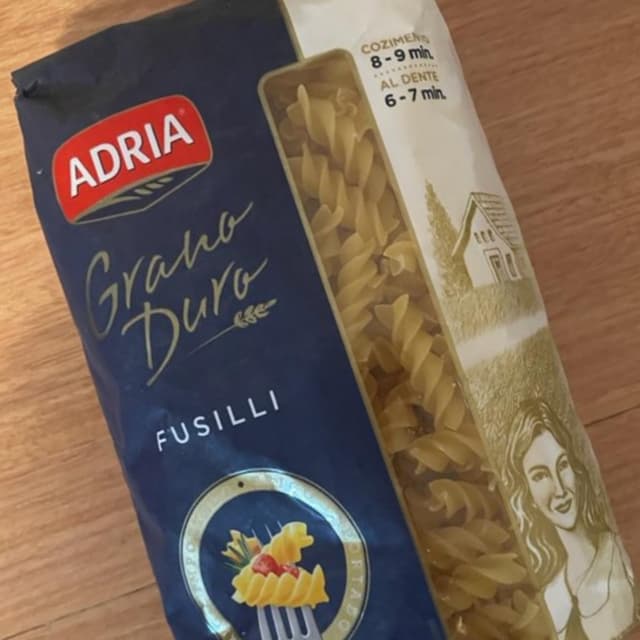 COZIMENTO
8 - 9 min.
AL DENTE
6 - 7 min.
ADRIA
Grano
Duro
FUSILLI